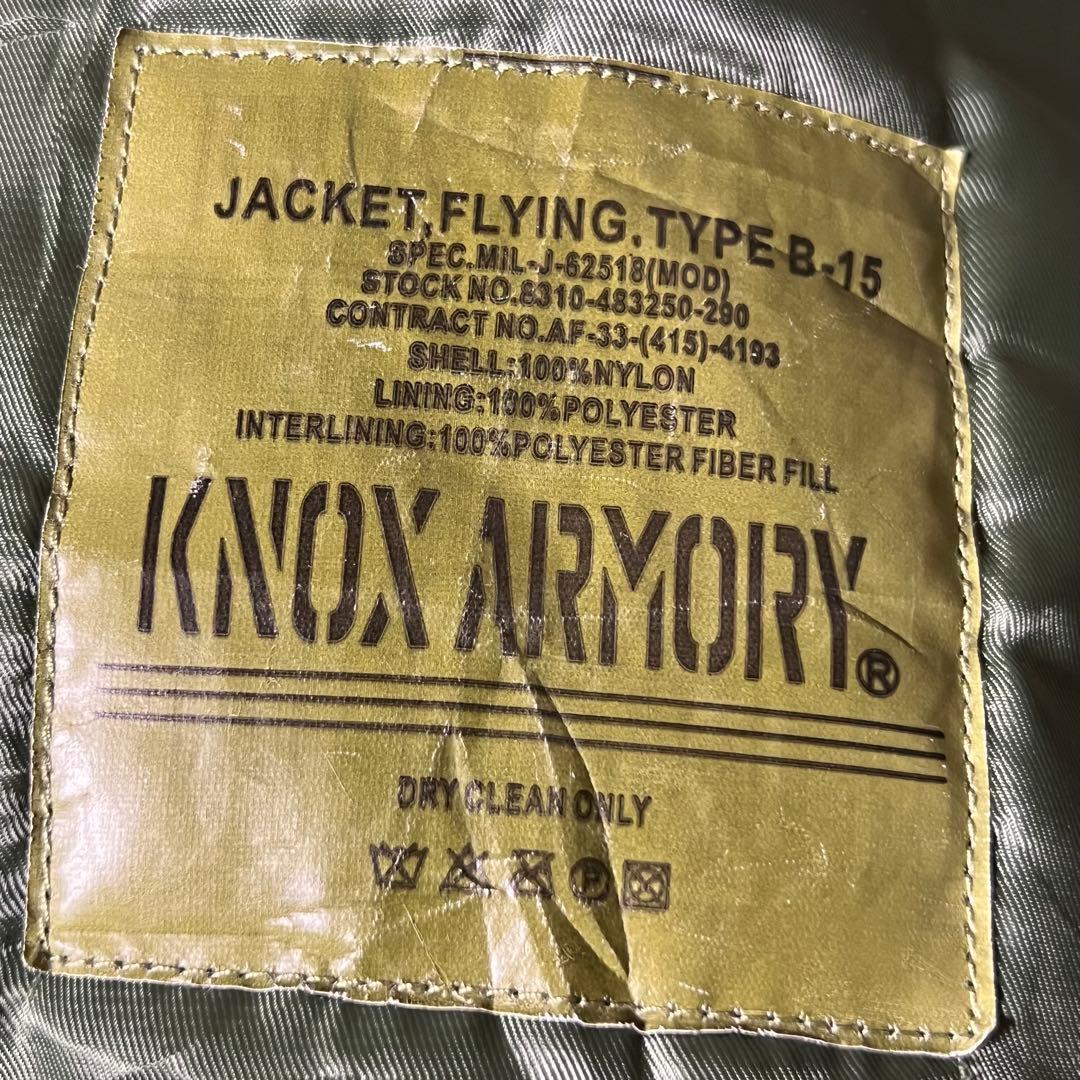 JACKET,FLYING.TYPE B-15
SPEC.MIL-J-62518(MOD)
STOCK NO.8310-483250-290
CONTRACT NO.AF-33-(415)-4193
SHELL:100%NYLON
LINING:100%POLYESTER
INTERLINING:100%POLYESTER FIBER FILL
KNOX ARMORY®
DRY CLEAN ONLY
P